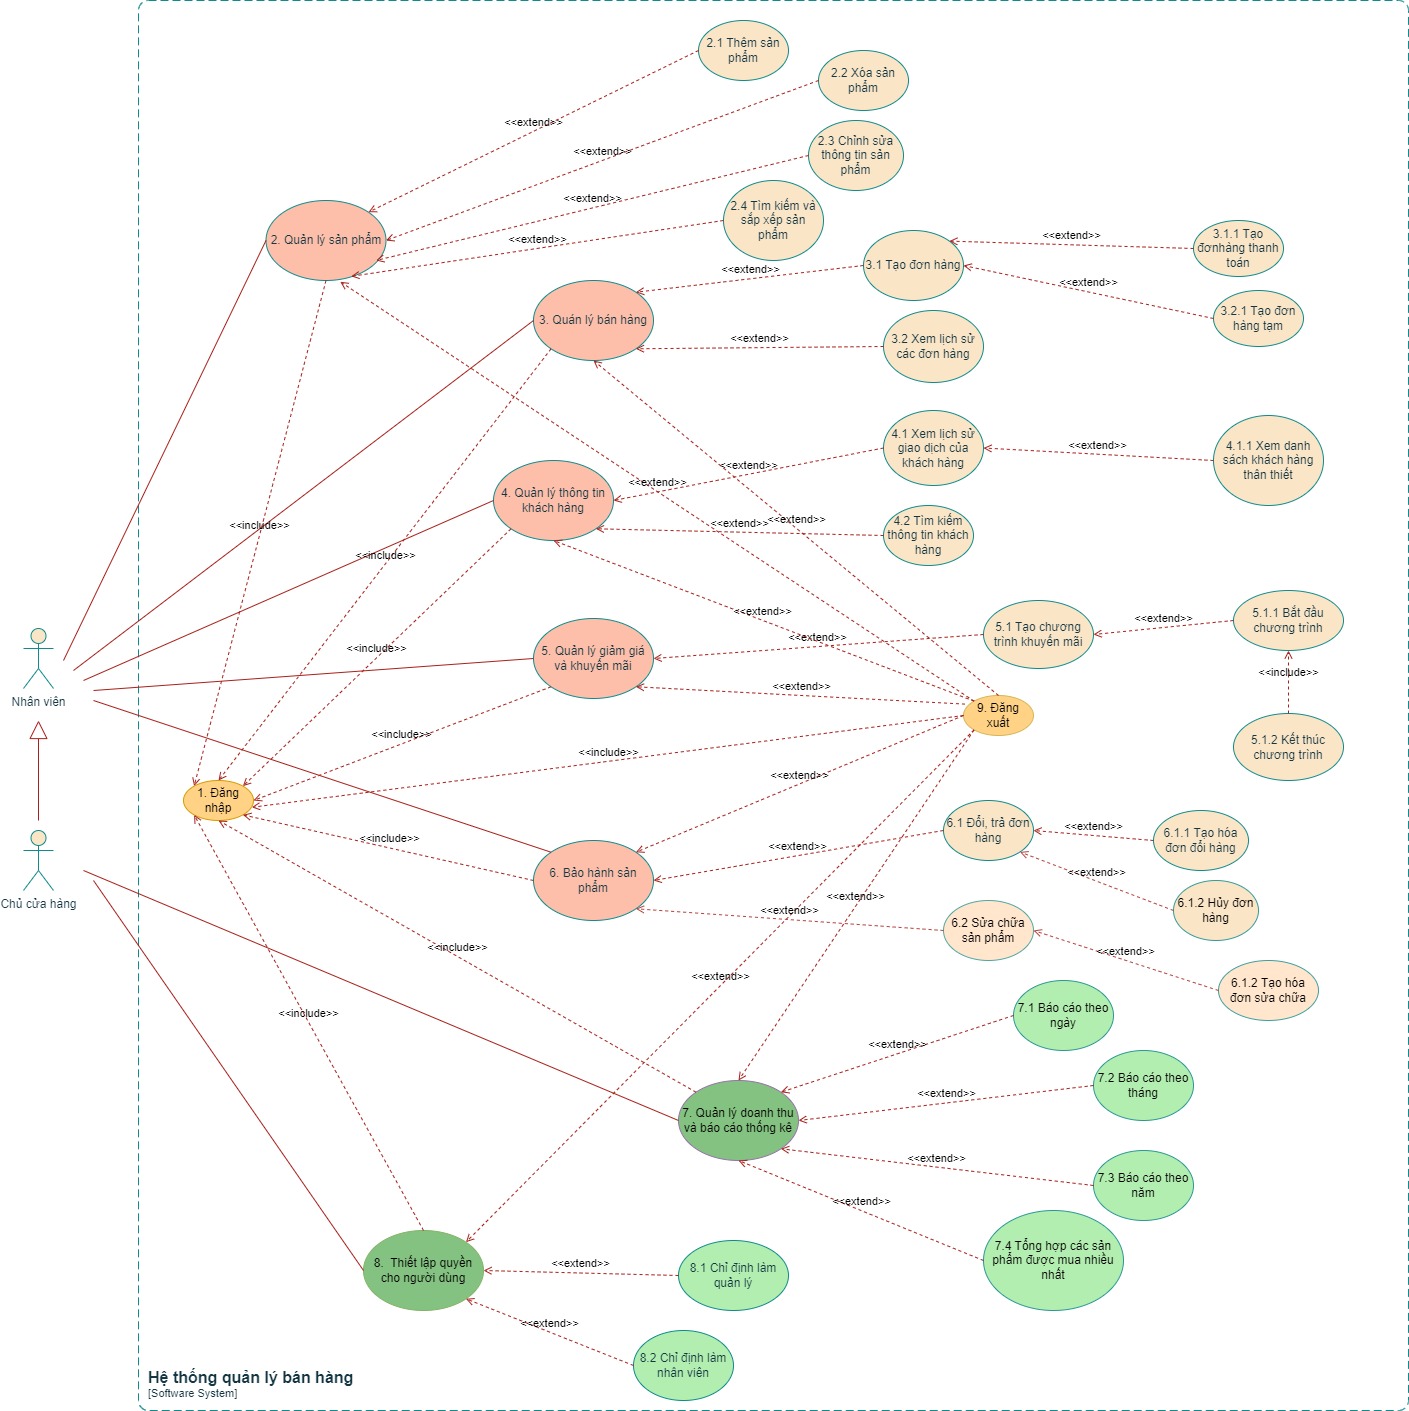 2.1 Thêm sản
phẩm
2.2 Xóa sản
phẩm
<<extend>>
2.3 Chỉnh sửa
thông tin sản
phẩm
<<extend>>
<<extend>>
2.4 Tìm kiếm và
sắp xếp sản
phẩm
2. Quản lý sản phẩm
<<extend>>
3.1.1 Tạo
đơnhàng thanh
toán
<<extend>>
3.1 Tạo đơn hàng
<<extend>>
<<extend>>
3.2.1 Tạo đơn
hàng tạm
3. Quản lý bán hàng
<<extend>>
3.2 Xem lịch sử
các đơn hàng
4.1 Xem lịch sử
giao dịch của
khách hàng
<<extend>>
4.1.1 Xem danh
sách khách hàng
thân thiết
<<extend>>
<<extend>>
4. Quản lý thông tin
khách hàng
<<include>>
<<extend>>
<<extend>>
4.2 Tìm kiếm
thông tin khách
hàng
<<include>>
<<extend>>
5.1 Tạo chương
trình khuyến mãi
<<extend>>
5.1.1 Bắt đầu
chương trình
<<include>>
5. Quản lý giảm giá
và khuyến mãi
<<extend>>
<<include>>
<<extend>>
Nhân viên
9. Đăng
xuất
<<include>>
<<include>>
5.1.2 Kết thúc
chương trình
<<extend>>
1. Đăng
nhập
<<include>>
<<extend>>
6.1 Đổi, trả đơn
hàng
<<extend>>
6.1.1 Tạo hóa
đơn đổi hàng
Chủ cửa hàng
6. Bảo hành sản
phẩm
<<extend>>
<<extend>>
6.1.2 Hủy đơn
hàng
<<extend>>
6.2 Sửa chữa
sản phẩm
<<include>>
<<extend>>
<<extend>>
6.1.2 Tạo hóa
đơn sửa chữa
<<include>>
7.1 Báo cáo theo
ngày
<<extend>>
7.2 Báo cáo theo
tháng
<<extend>>
7. Quản lý doanh thu
và báo cáo thống kê
<<extend>>
7.3 Báo cáo theo
năm
<<extend>>
7.4 Tổng hợp các sản
phẩm được mua nhiều
nhất
8.  Thiết lập quyền
cho người dùng
<<extend>>
8.1 Chỉ định làm
quản lý
<<extend>>
8.2 Chỉ định làm
nhân viên
Hệ thống quản lý bán hàng
[Software System]